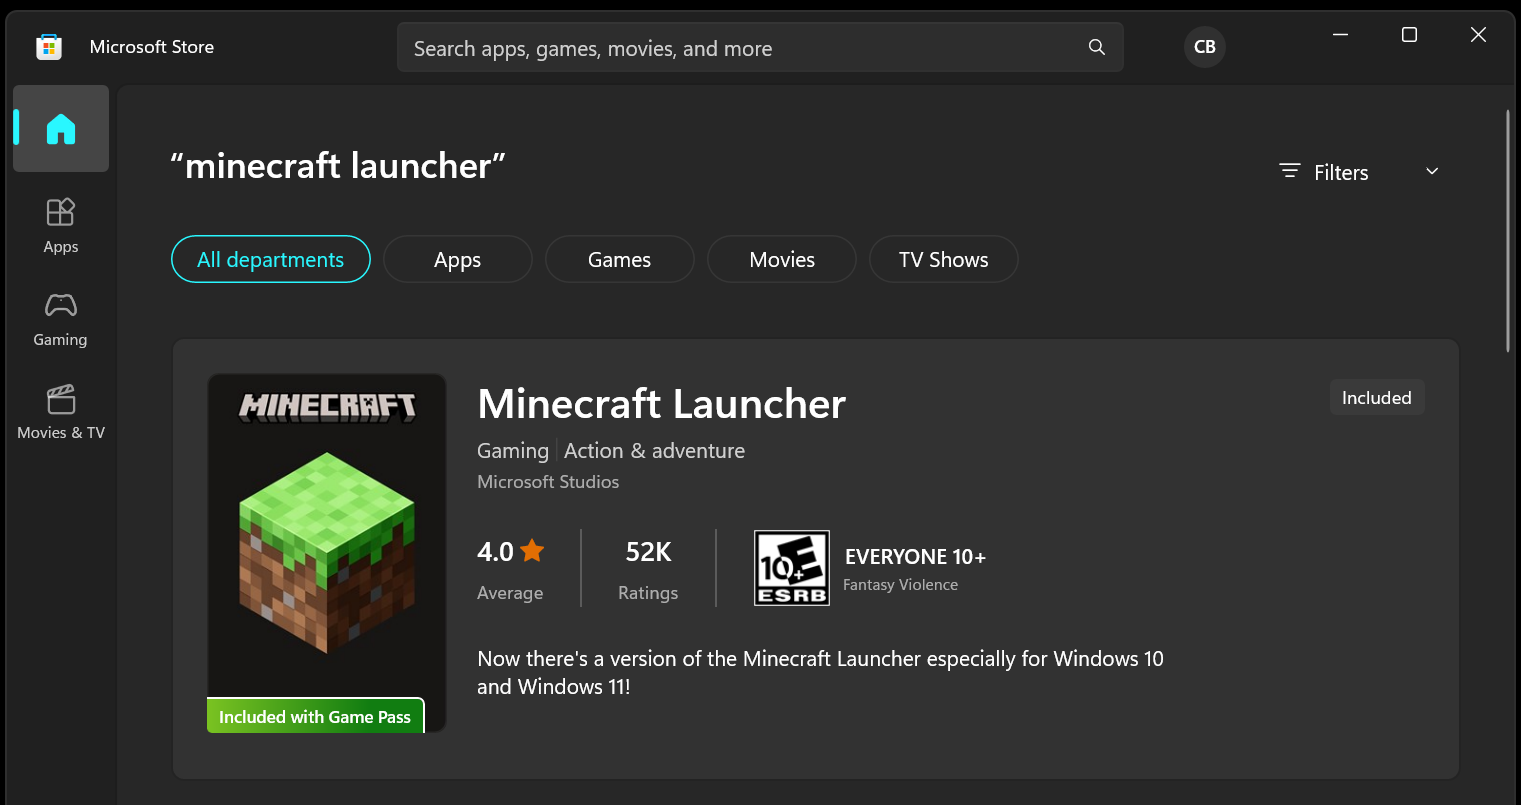 Microsoft Store
Search apps, games, movies, and more
CB
Apps
Gaming
Movies & TV
“minecraft launcher”
Filters
All departments
Apps
Games
Movies
TV Shows
MINECRAFT
Included with Game Pass
Minecraft Launcher
Included
Gaming
Action & adventure
Microsoft Studios
4.0
Average
52K
Ratings
E
10+
ESRB
EVERYONE 10+
Fantasy Violence
Now there's a version of the Minecraft Launcher especially for Windows 10
and Windows 11!